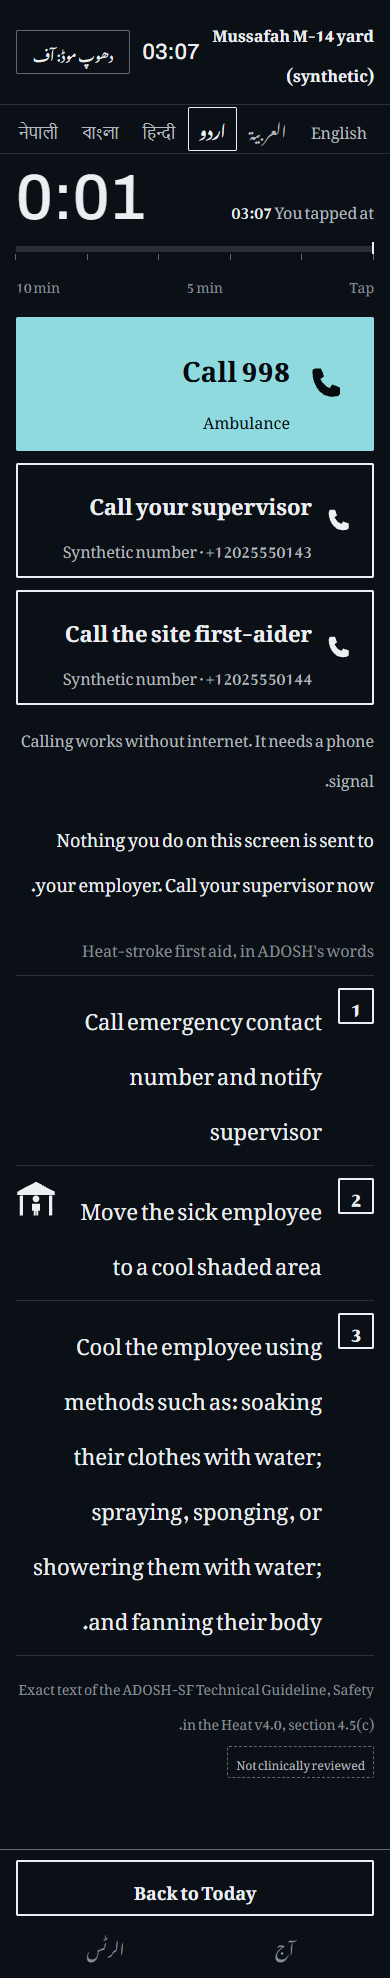 Mussafah M-14 yard
(synthetic)
03:07
دھوپ موڈ: آف
English
العربية
اردو
हिन्दी
বাংলা
नेपाली
0:01
03:07 You tapped at
10 min
5 min
Tap
Call 998
Ambulance
Call your supervisor
Synthetic number · +12025550143
Call the site first-aider
Synthetic number · +12025550144
Calling works without internet. It needs a phone
.signal
Nothing you do on this screen is sent to
.your employer. Call your supervisor now
Heat-stroke first aid, in ADOSH's words
1
Call emergency contact
number and notify
supervisor
2
Move the sick employee
to a cool shaded area
3
Cool the employee using
methods such as: soaking
their clothes with water;
spraying, sponging, or
showering them with water;
.and fanning their body
Exact text of the ADOSH-SF Technical Guideline, Safety
.in the Heat v4.0, section 4.5(c)
Not clinically reviewed
Back to Today
آج
الرٹس